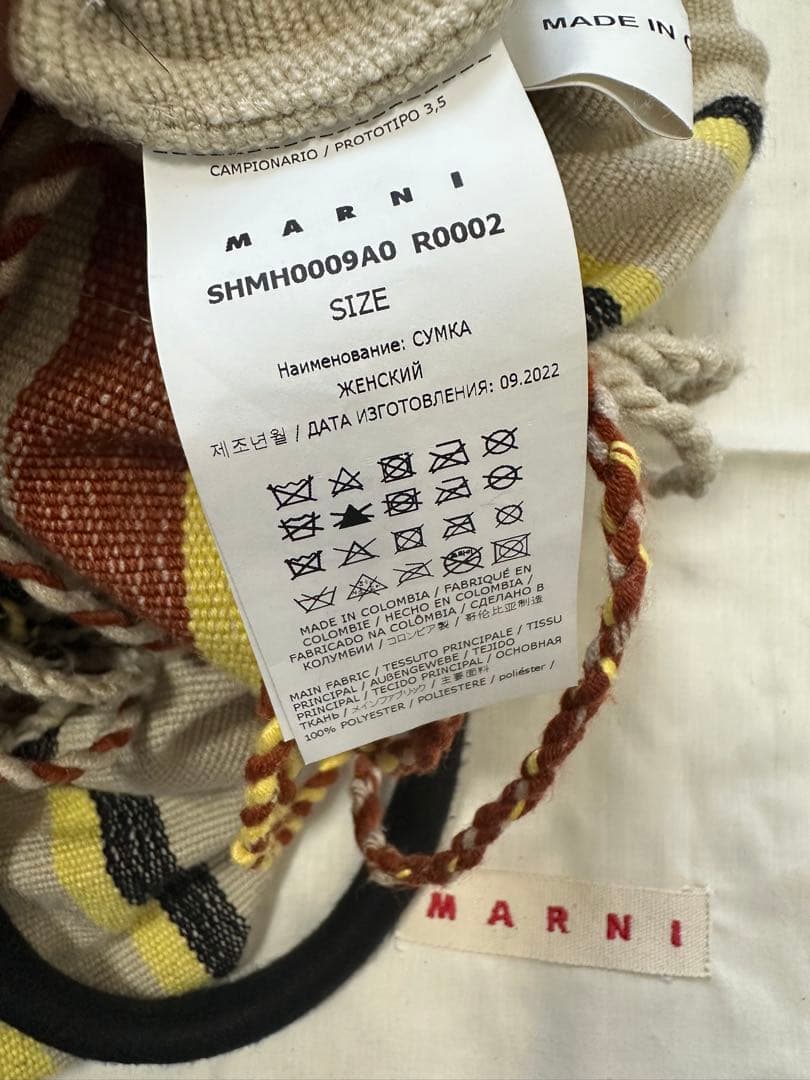 MADE IN
CAMPIONARIO / PROTOTIPO 3,5
MARNI
SHMH0009A0 R0002
SIZE
Наименование: СУМКА
ЖЕНСКИЙ
제조년월 / ДАТА ИЗГОТОВЛЕНИЯ: 09.2022
MADE IN COLOMBIA / FABRIQUÉ EN
COLOMBIE / HECHO EN COLOMBIA /
FABRICADO NA COLÔMBIA / СДЕЛАНО В
КОЛУМБИИ / コロンビア製 / 哥伦比亚制造
MAIN FABRIC / TESSUTO PRINCIPALE / TISSU
PRINCIPAL / AUßENGEWEBE / TEJIDO
PRINCIPAL / TECIDO PRINCIPAL / ОСНОВНАЯ
ТКАНЬ / メインファブリック / 主要面料
100% POLYESTER / POLIESTERE / poliéster /
MARNI